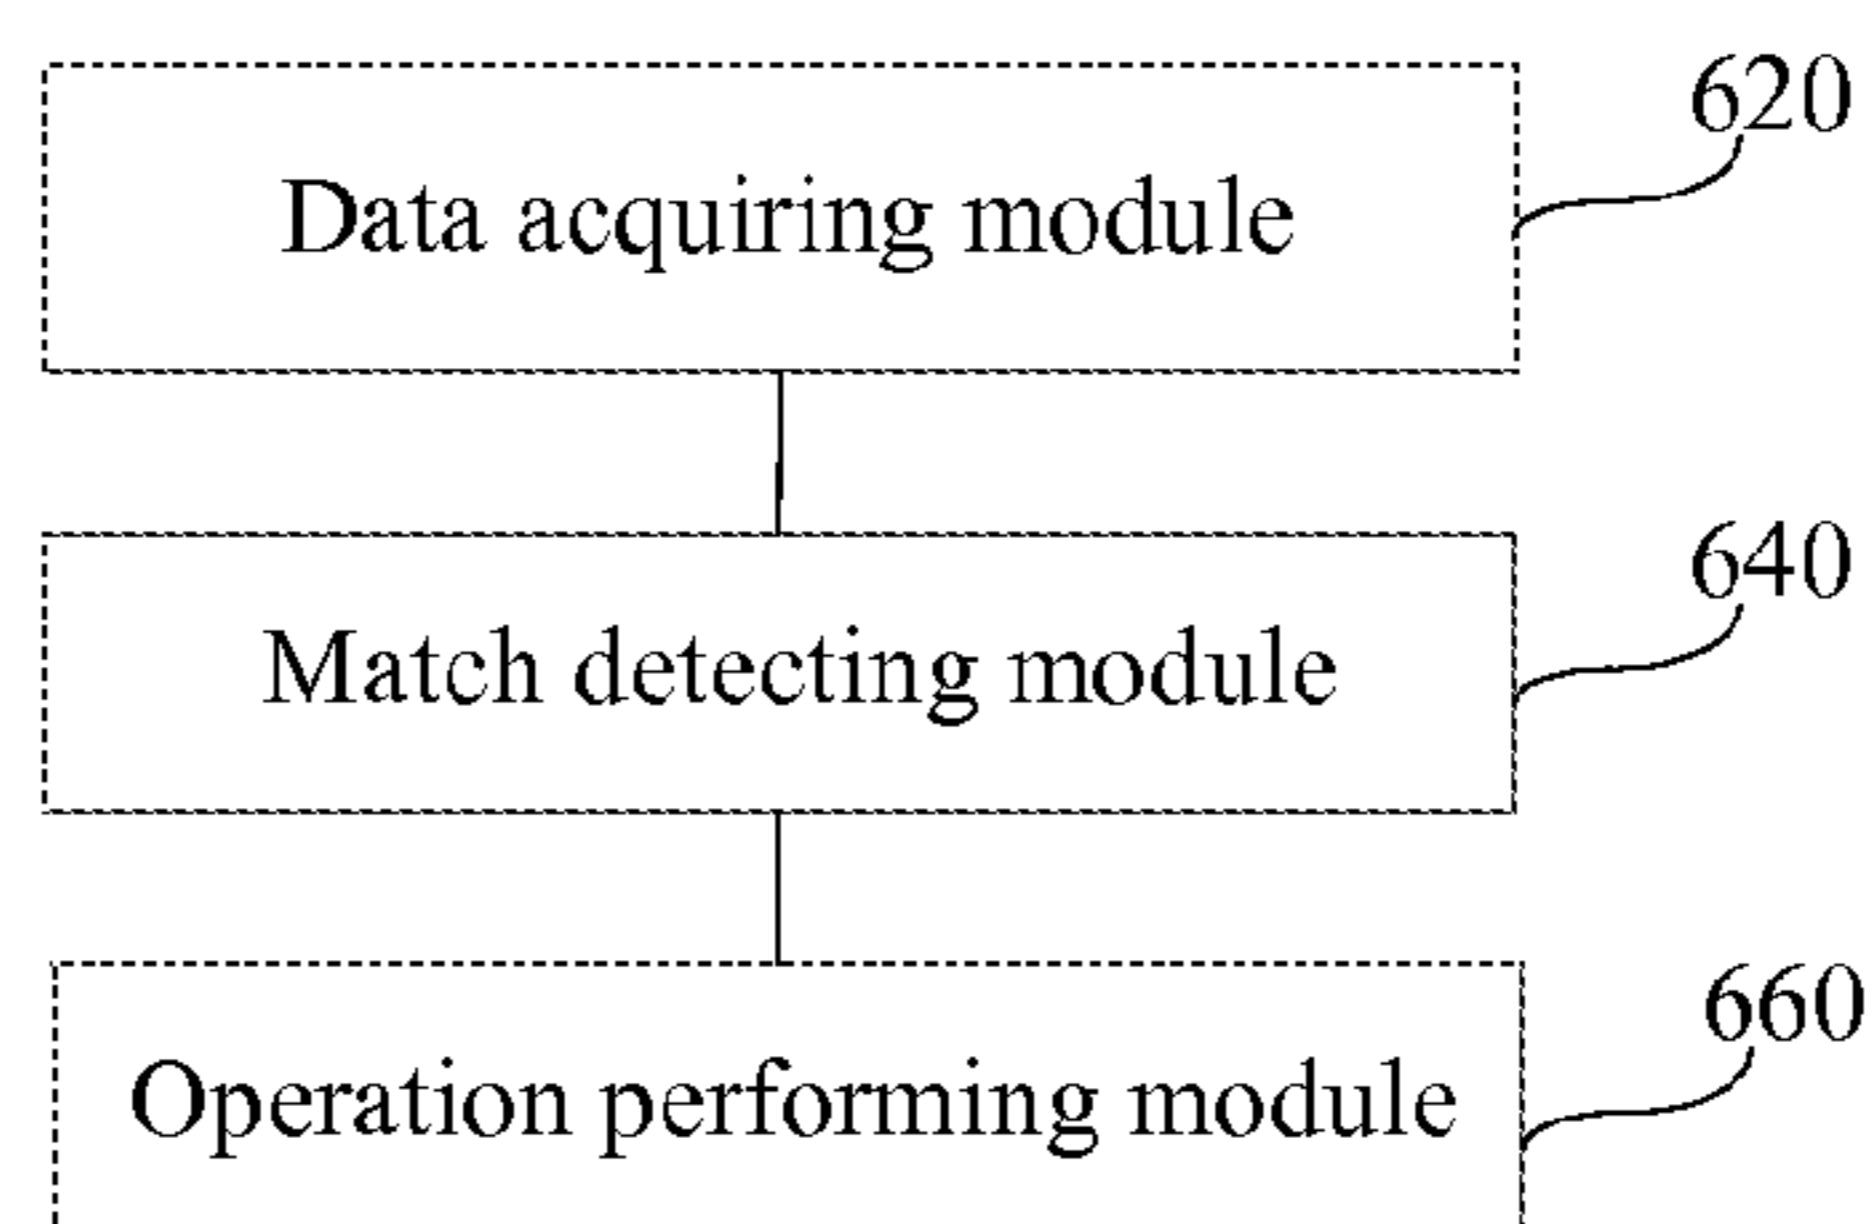 620
Data acquiring module
640
Match detecting module
660
Operation performing module